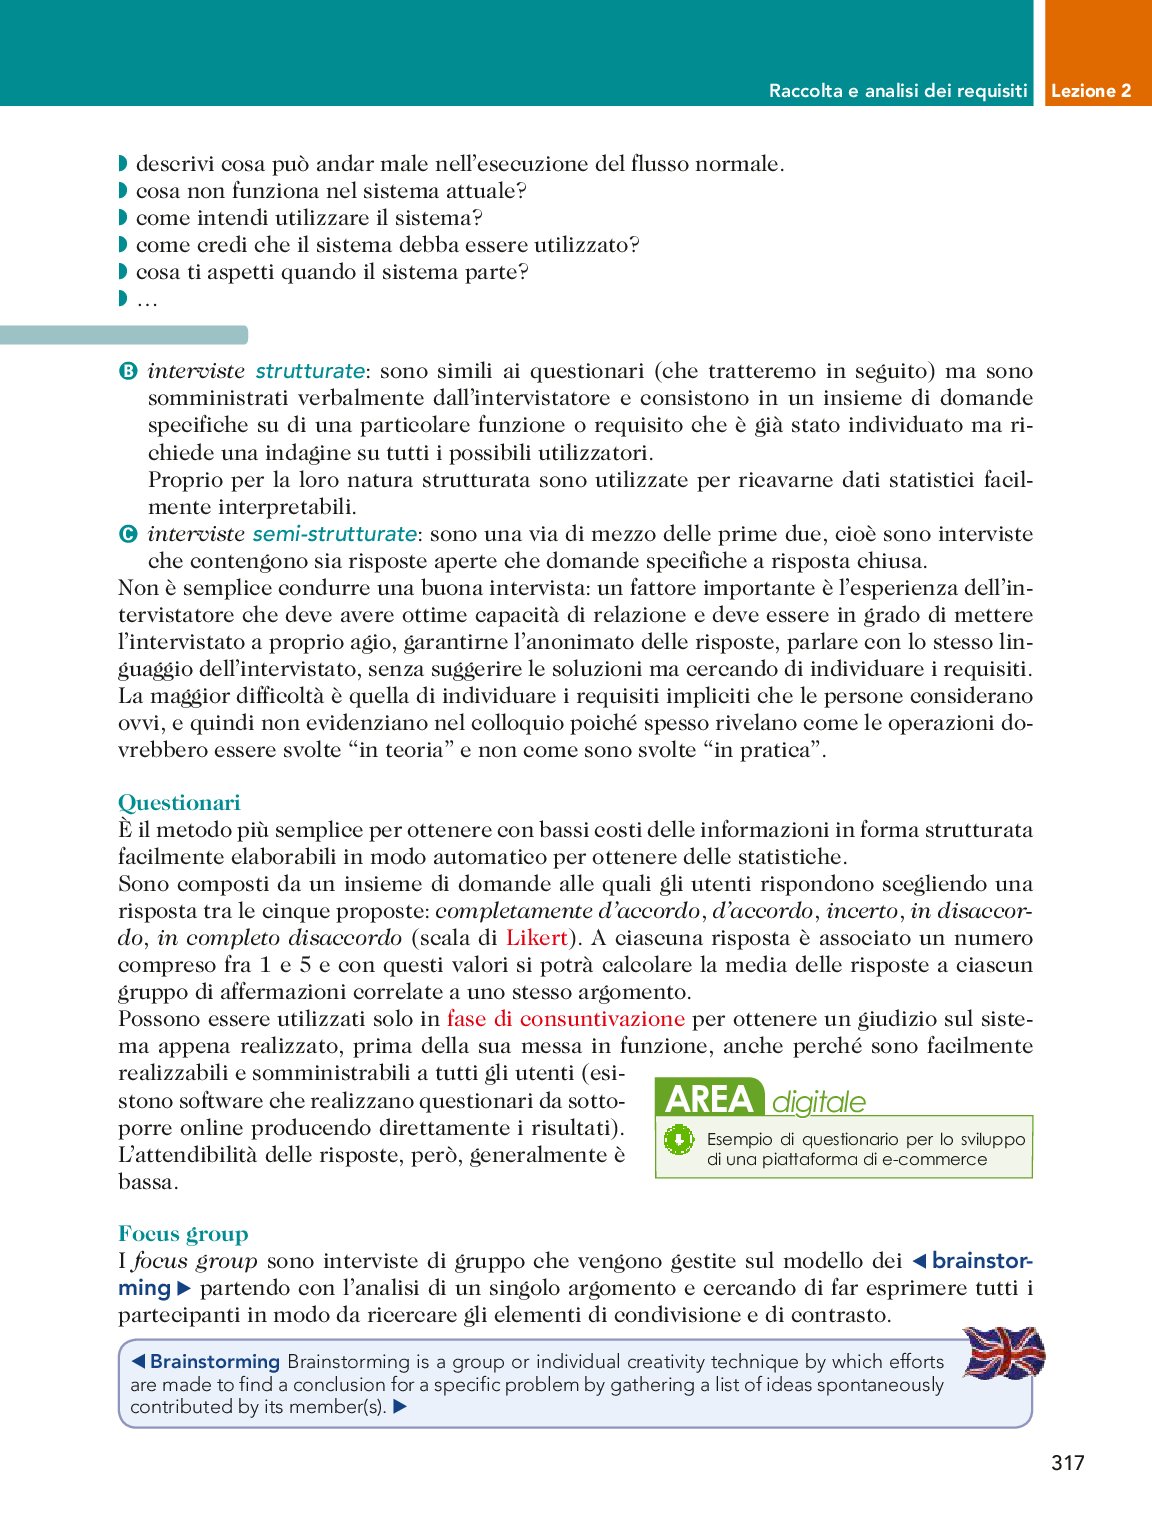 Raccolta e analisi dei requisiti Lezione 2
descrivi cosa può andar male nell'esecuzione del flusso normale.
cosa non funziona nel sistema attuale?
come intendi utilizzare il sistema?
come credi che il sistema debba essere utilizzato?
cosa ti aspetti quando il sistema parte?
…
B interviste strutturate: sono simili ai questionari (che tratteremo in seguito) ma sono
somministrati verbalmente dall'intervistatore e consistono in un insieme di domande
specifiche su di una particolare funzione o requisito che è già stato individuato ma ri-
chiede una indagine su tutti i possibili utilizzatori.
Proprio per la loro natura strutturata sono utilizzate per ricavarne dati statistici facil-
mente interpretabili.
C interviste semi-strutturate: sono una via di mezzo delle prime due, cioè sono interviste
che contengono sia risposte aperte che domande specifiche a risposta chiusa.
Non è semplice condurre una buona intervista: un fattore importante è l'esperienza dell'in-
tervistatore che deve avere ottime capacità di relazione e deve essere in grado di mettere
l'intervistato a proprio agio, garantirne l'anonimato delle risposte, parlare con lo stesso lin-
guaggio dell'intervistato, senza suggerire le soluzioni ma cercando di individuare i requisiti.
La maggior difficoltà è quella di individuare i requisiti impliciti che le persone considerano
ovvi, e quindi non evidenziano nel colloquio poiché spesso rivelano come le operazioni do-
vrebbero essere svolte "in teoria" e non come sono svolte "in pratica".
Questionari
È il metodo più semplice per ottenere con bassi costi delle informazioni in forma strutturata
facilmente elaborabili in modo automatico per ottenere delle statistiche.
Sono composti da un insieme di domande alle quali gli utenti rispondono scegliendo una
risposta tra le cinque proposte: completamente d'accordo, d'accordo, incerto, in disaccor-
do, in completo disaccordo (scala di Likert). A ciascuna risposta è associato un numero
compreso fra 1 e 5 e con questi valori si potrà calcolare la media delle risposte a ciascun
gruppo di affermazioni correlate a uno stesso argomento.
Possono essere utilizzati solo in fase di consuntivazione per ottenere un giudizio sul siste-
ma appena realizzato, prima della sua messa in funzione, anche perché sono facilmente
realizzabili e somministrabili a tutti gli utenti (esi-
stono software che realizzano questionari da sotto-
porre online producendo direttamente i risultati).
L'attendibilità delle risposte, però, generalmente è
bassa.
AREA digitale
Esempio di questionario per lo sviluppo
di una piattaforma di e-commerce
Focus group
I focus group sono interviste di gruppo che vengono gestite sul modello dei ◀ brainstor-
ming ▶ partendo con l'analisi di un singolo argomento e cercando di far esprimere tutti i
partecipanti in modo da ricercare gli elementi di condivisione e di contrasto.
◀ Brainstorming Brainstorming is a group or individual creativity technique by which efforts
are made to find a conclusion for a specific problem by gathering a list of ideas spontaneously
contributed by its member(s). ▶
317